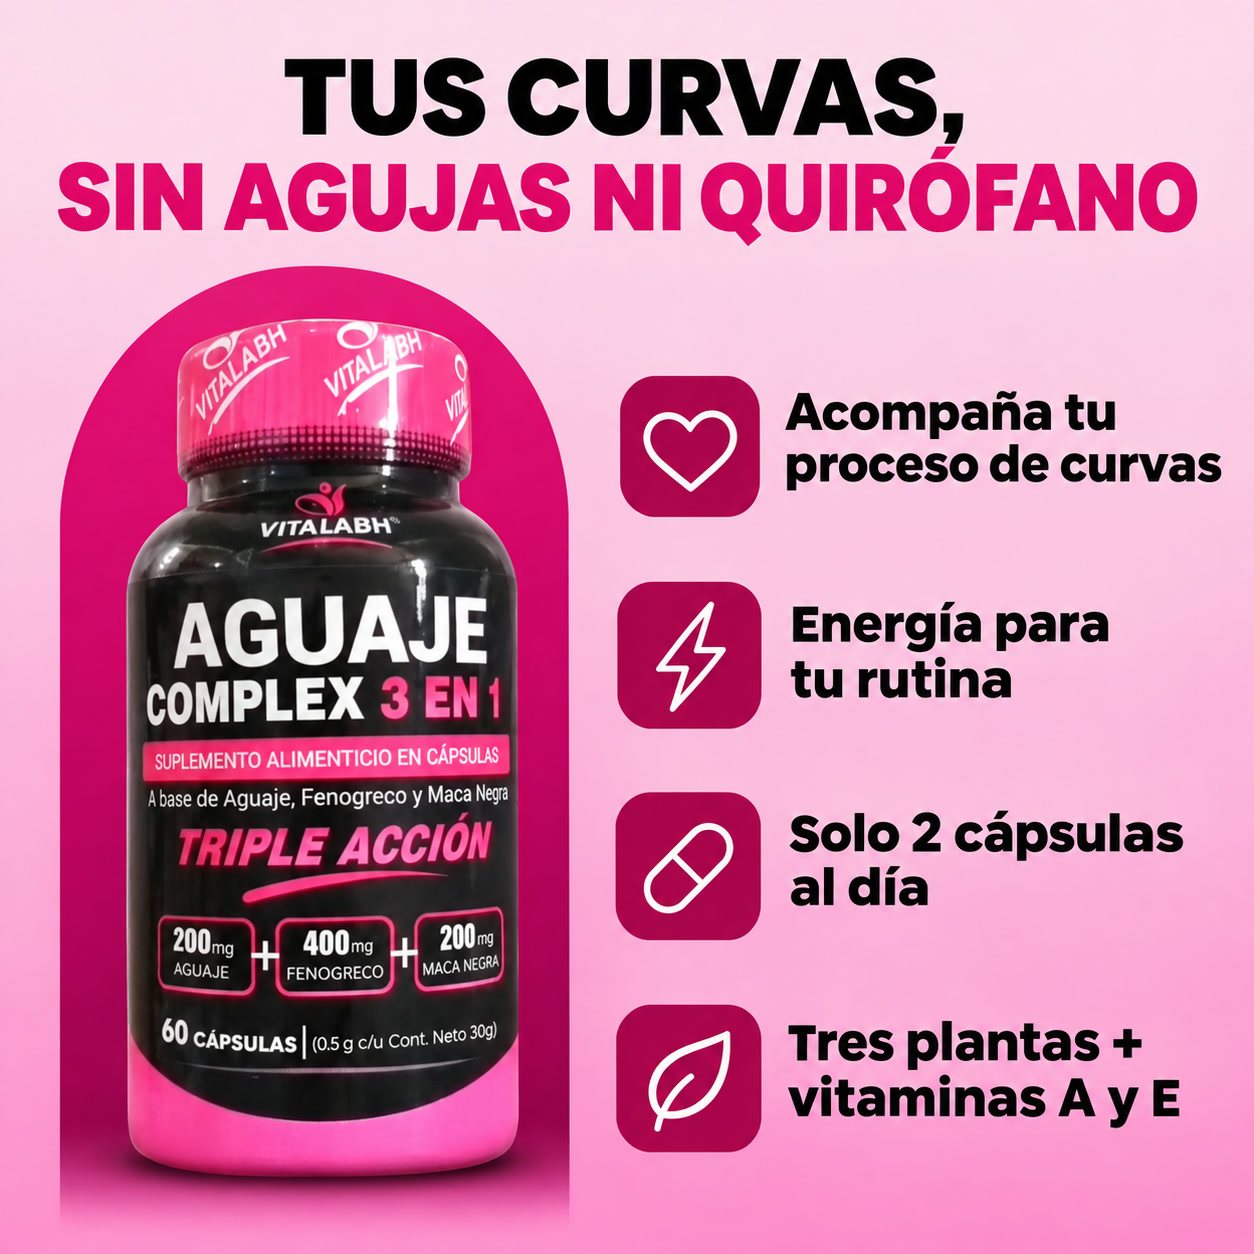 TUS CURVAS,
SIN AGUJAS NI QUIRÓFANO
VITALABH
VITALABH
VITAL
VITALABH®
AGUAJE
COMPLEX 3 EN 1
SUPLEMENTO ALIMENTICIO EN CÁPSULAS
A base de Aguaje, Fenogreco y Maca Negra
TRIPLE ACCIÓN
200mg + 400mg + 200mg
AGUAJE FENOGRECO MACA NEGRA
60 CÁPSULAS | (0.5 g c/u Cont. Neto 30g)
Acompaña tu
proceso de curvas
Energía para
tu rutina
Solo 2 cápsulas
al día
Tres plantas +
vitaminas A y E